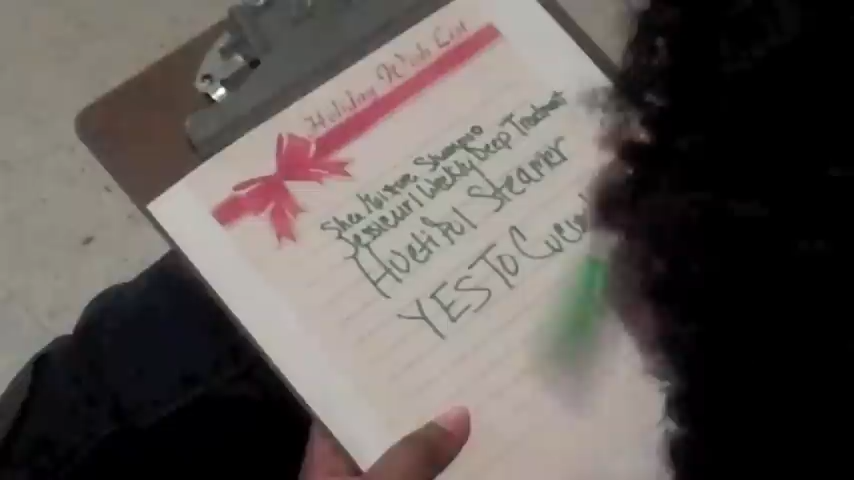 Holiday Wish List
Shea Moisture Shampoo
Jessicurl Weekly Deep Treatment
Huetiful Steamer
YES To Cucu